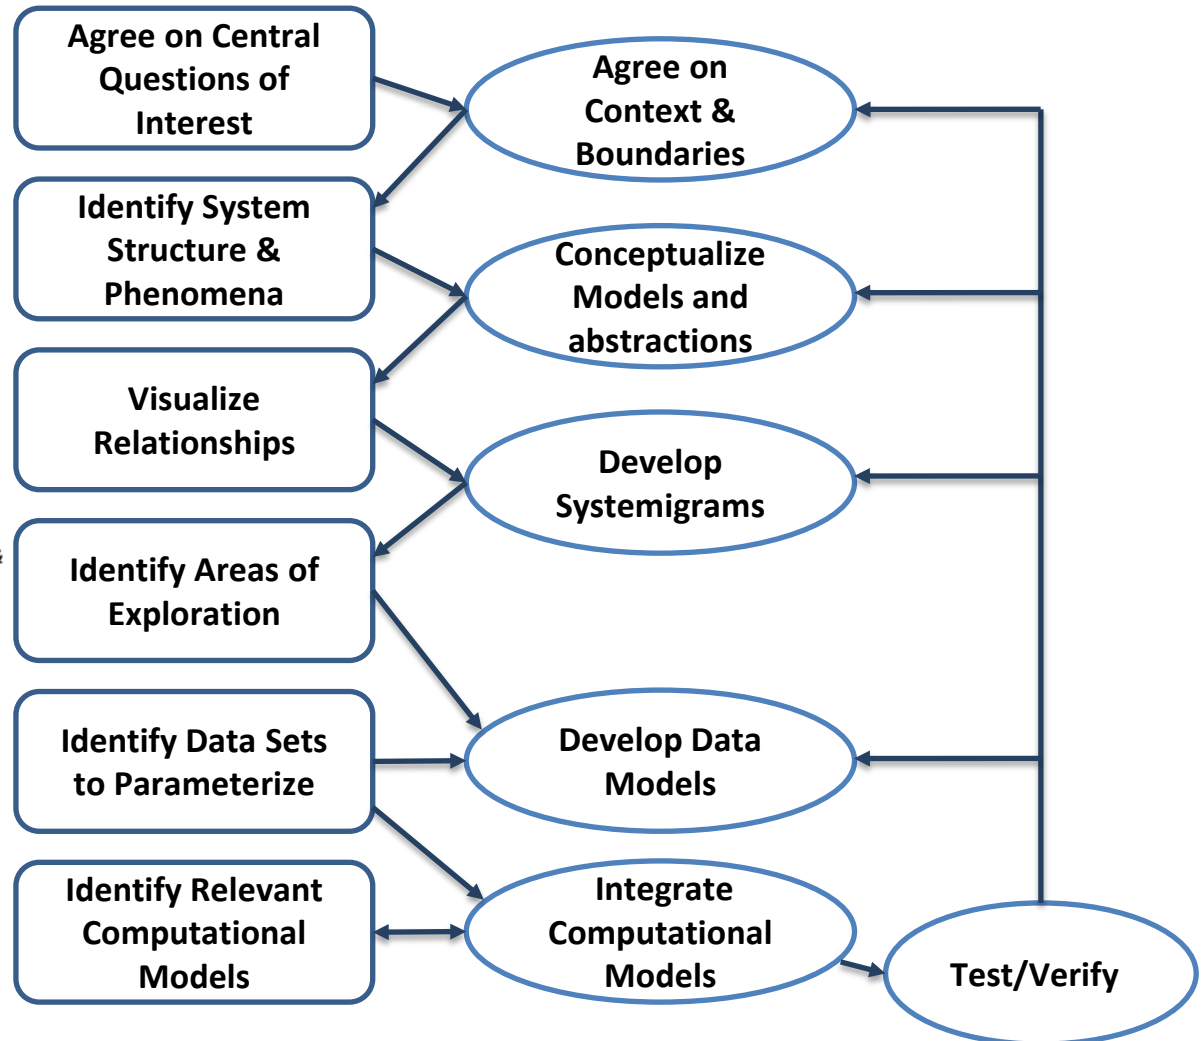 Agree on Central
Questions of
Interest
Agree on
Context &
Boundaries
Identify System
Structure &
Phenomena
Conceptualize
Models and
abstractions
Visualize
Relationships
Develop
Systemigrams
&
Identify Areas of
Exploration
Identify Data Sets
to Parameterize
Develop Data
Models
Identify Relevant
Computational
Models
Integrate
Computational
Models
Test/Verify